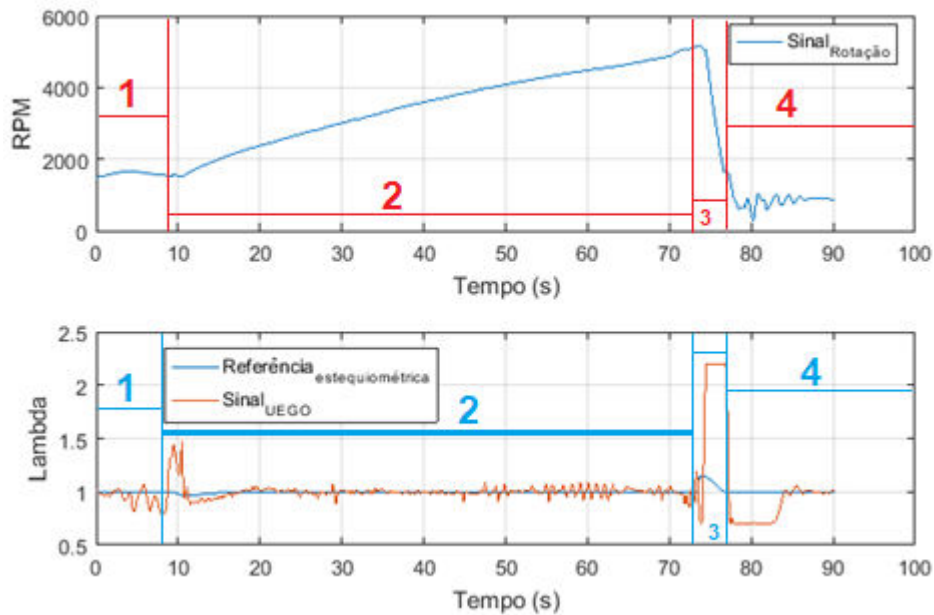 6000
4000
2000
0
RPM
1
2
3
4
Sinal Rotação
0 10 20 30 40 50 60 70 80 90 100
Tempo (s)
2.5
2
1.5
1
0.5
Lambda
1
Referência estequiométrica
Sinal UEGO
2
3
4
0 10 20 30 40 50 60 70 80 90 100
Tempo (s)